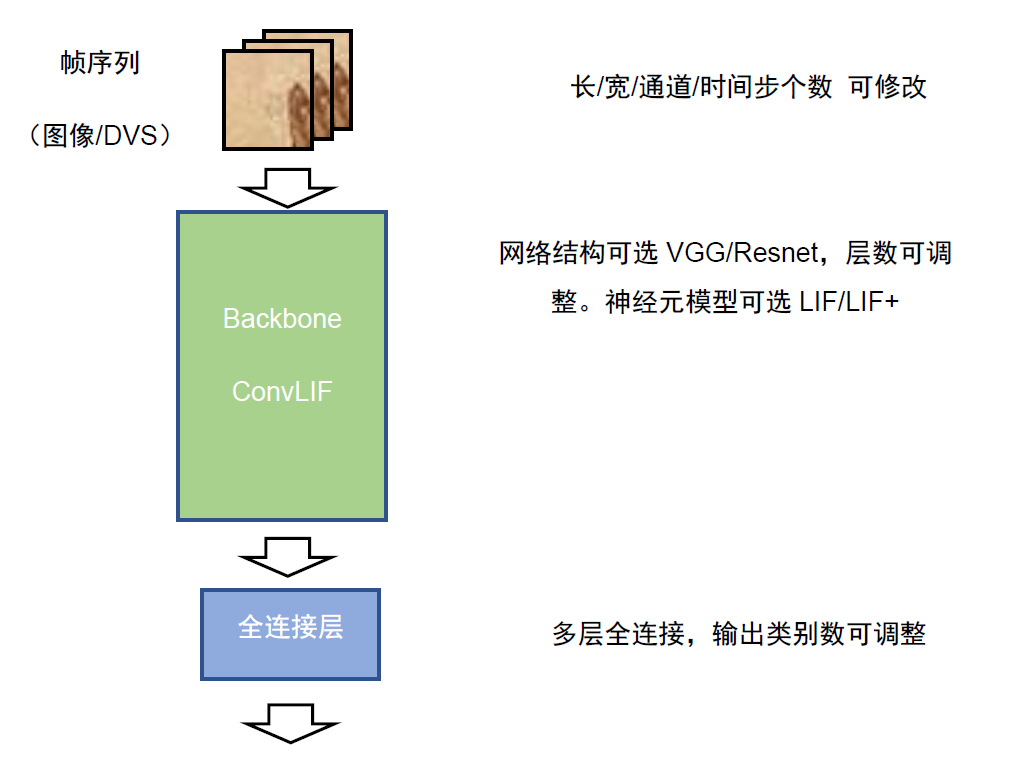 帧序列
（图像/DVS）
长/宽/通道/时间步个数 可修改
网络结构可选 VGG/Resnet，层数可调
整。神经元模型可选 LIF/LIF+
Backbone
ConvLIF
全连接层
多层全连接，输出类别数可调整